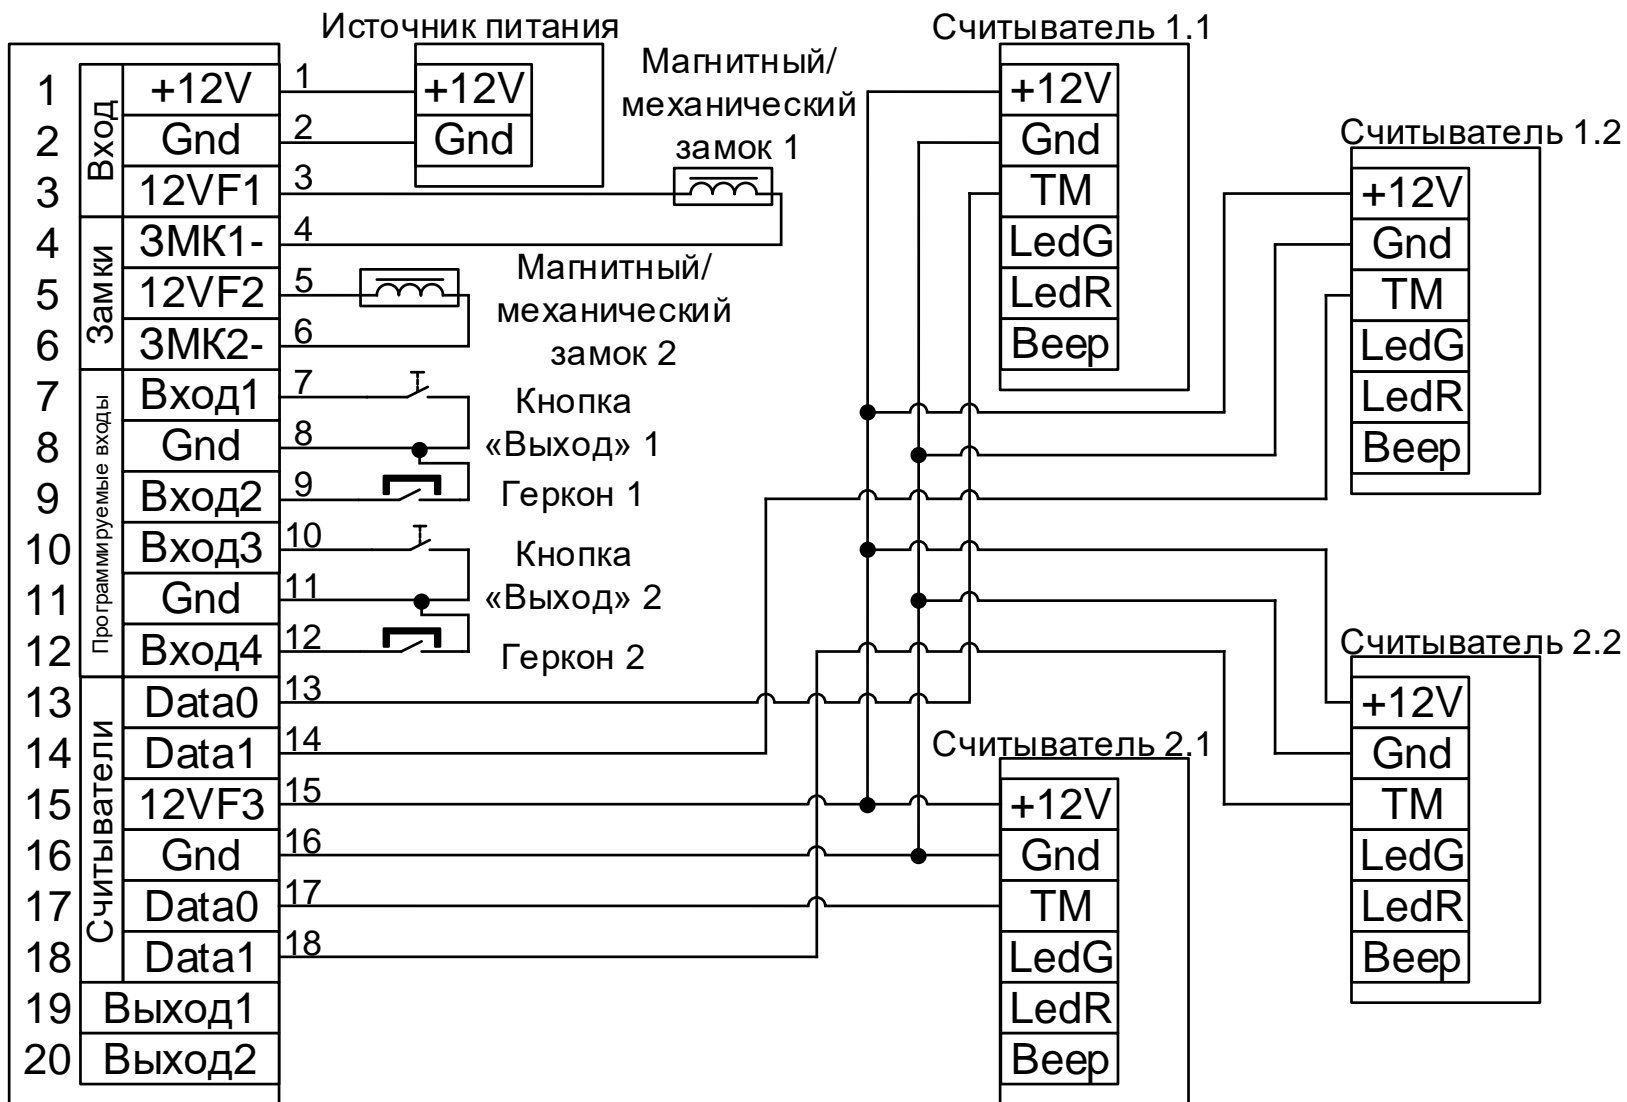 Источник питания
1 Вход +12V 1
2 Gnd 2
3 12VF1 3
4 Замки ЗМК1- 4
5 12VF2 5
6 ЗМК2- 6
7 Программируемые входы Вход1 7
8 Gnd 8
9 Вход2 9
10 Вход3 10
11 Gnd 11
12 Вход4 12
13 Считыватели Data0 13
14 Data1 14
15 12VF3 15
16 Gnd 16
17 Data0 17
18 Data1 18
19 Выход1
20 Выход2
+12V
Gnd
Магнитный/
механический
замок 1
Магнитный/
механический
замок 2
Кнопка
«Выход» 1
Геркон 1
Кнопка
«Выход» 2
Геркон 2
Считыватель 1.1
+12V
Gnd
TM
LedG
LedR
Beep
Считыватель 1.2
+12V
Gnd
TM
LedG
LedR
Beep
Считыватель 2.1
+12V
Gnd
TM
LedG
LedR
Beep
Считыватель 2.2
+12V
Gnd
TM
LedG
LedR
Beep